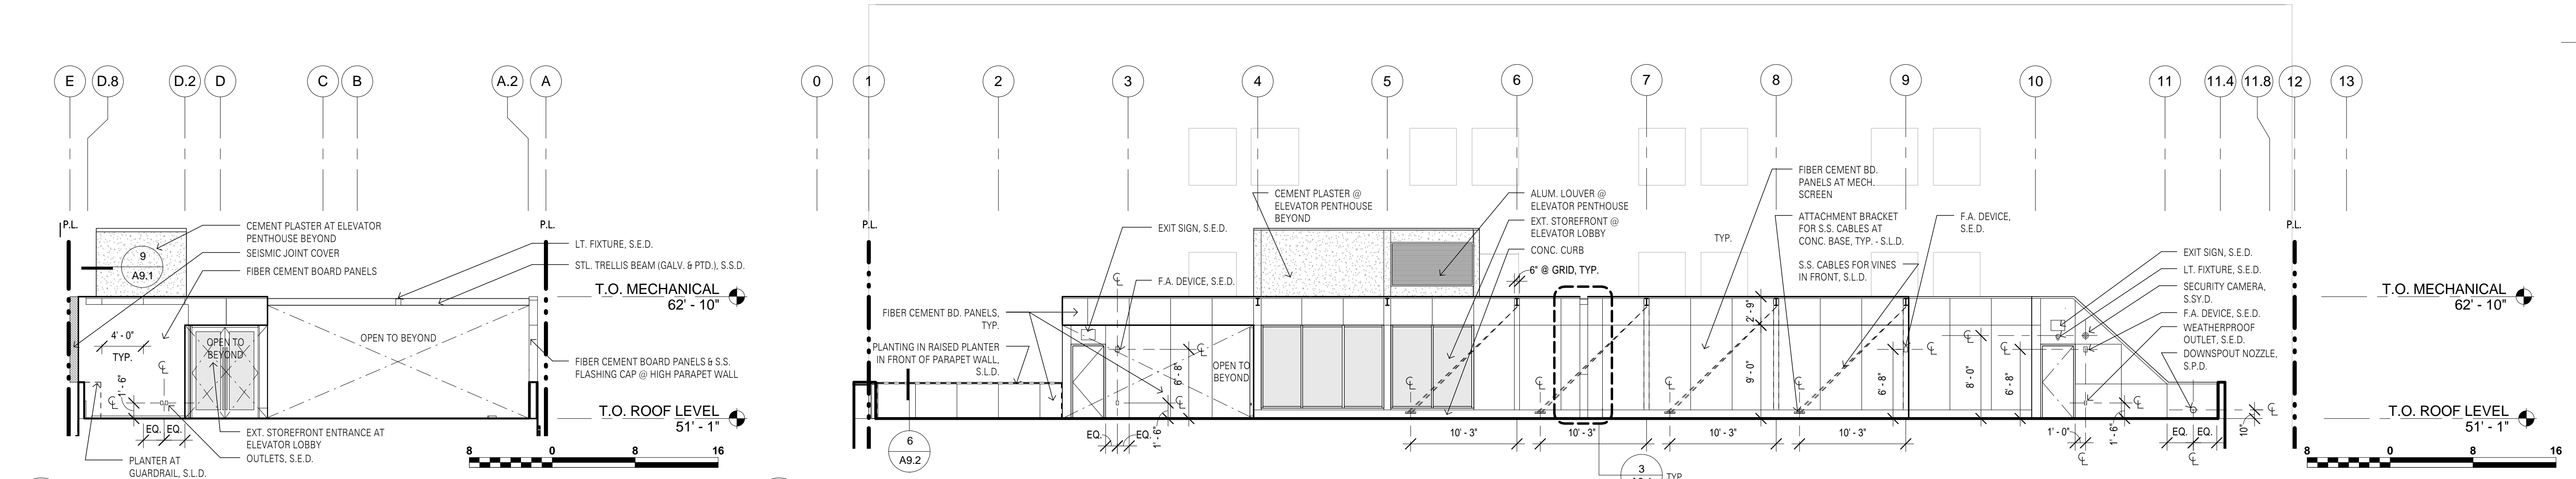 E
D.8
D.2
D
C
B
A.2
A
P.L.
P.L.
CEMENT PLASTER AT ELEVATOR
PENTHOUSE BEYOND
SEISMIC JOINT COVER
FIBER CEMENT BOARD PANELS
9
A9.1
LT. FIXTURE, S.E.D.
STL. TRELLIS BEAM (GALV. & PTD.), S.S.D.
T.O. MECHANICAL
62' - 10"
4' - 0"
TYP.
OPEN TO
BEYOND
OPEN TO BEYOND
FIBER CEMENT BOARD PANELS & S.S.
FLASHING CAP @ HIGH PARAPET WALL
1' - 6"
T.O. ROOF LEVEL
51' - 1"
EQ.
EQ.
EXT. STOREFRONT ENTRANCE AT
ELEVATOR LOBBY
OUTLETS, S.E.D.
PLANTER AT
GUARDRAIL, S.L.D.
8
0
8
16
0
1
2
3
4
5
6
7
8
9
10
11
11.4
11.8
12
13
P.L.
P.L.
EXIT SIGN, S.E.D.
F.A. DEVICE, S.E.D.
FIBER CEMENT BD. PANELS,
TYP.
PLANTING IN RAISED PLANTER
IN FRONT OF PARAPET WALL,
S.L.D.
6
A9.2
CEMENT PLASTER @
ELEVATOR PENTHOUSE
BEYOND
ALUM. LOUVER @
ELEVATOR PENTHOUSE
EXT. STOREFRONT @
ELEVATOR LOBBY
CONC. CURB
6" @ GRID, TYP.
OPEN TO
BEYOND
6' - 8"
EQ.
EQ.
1' - 6"
TYP.
FIBER CEMENT BD.
PANELS AT MECH.
SCREEN
ATTACHMENT BRACKET
FOR S.S. CABLES AT
CONC. BASE, TYP. - S.L.D.
S.S. CABLES FOR VINES
IN FRONT, S.L.D.
F.A. DEVICE,
S.E.D.
2' - 9"
9' - 0"
6' - 8"
8' - 0"
6' - 8"
10' - 3"
10' - 3"
10' - 3"
10' - 3"
3
TYP.
EXIT SIGN, S.E.D.
LT. FIXTURE, S.E.D.
SECURITY CAMERA,
S.SY.D.
F.A. DEVICE, S.E.D.
WEATHERPROOF
OUTLET, S.E.D.
DOWNSPOUT NOZZLE,
S.P.D.
1' - 0"
1' - 6"
EQ.
EQ.
10"
T.O. MECHANICAL
62' - 10"
T.O. ROOF LEVEL
51' - 1"
8
0
8
16